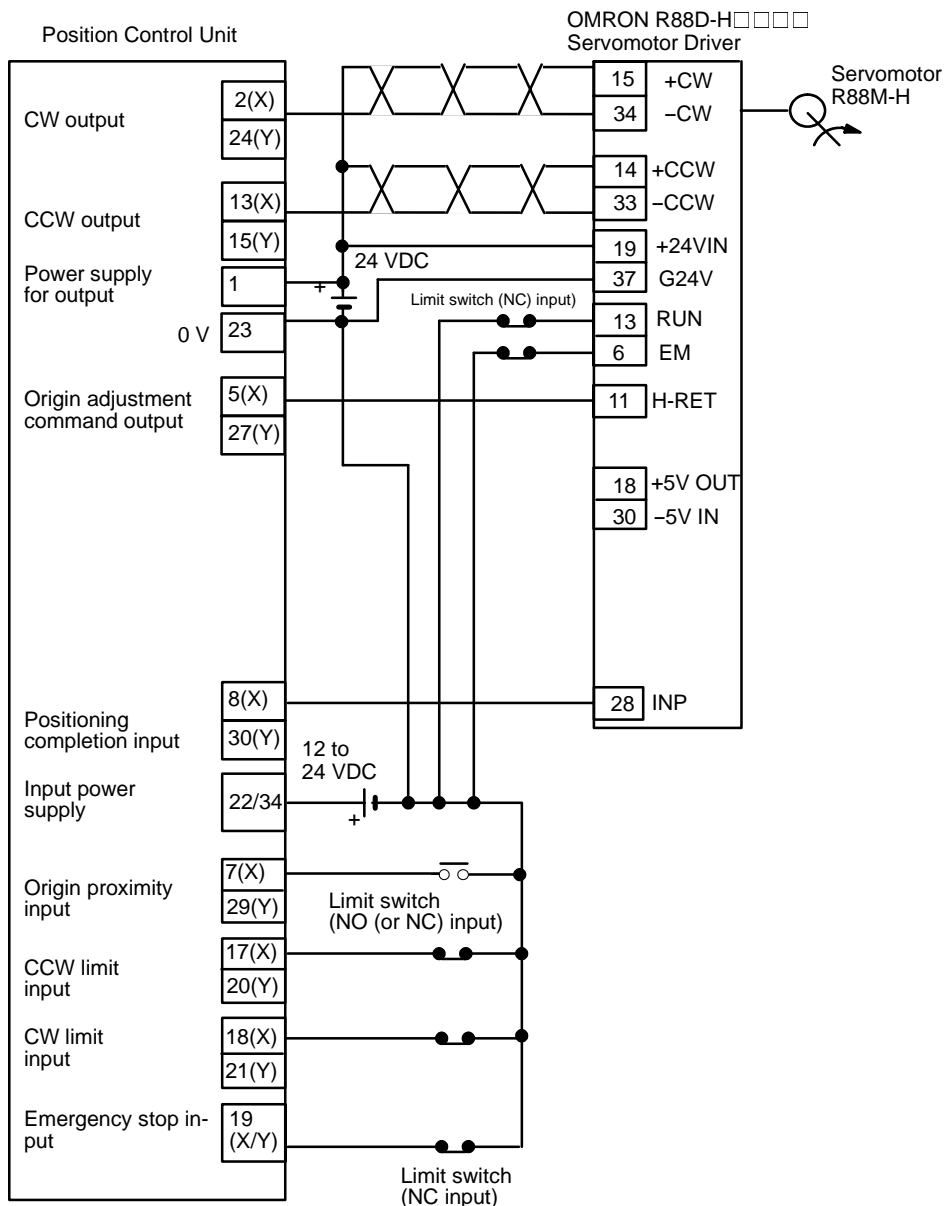 Position Control Unit
OMRON R88D-H□□□□
Servomotor Driver
Servomotor
R88M-H
CW output
2(X)
24(Y)
15 +CW
34 –CW
CCW output
13(X)
15(Y)
14 +CCW
33 –CCW
Power supply
for output
1
24 VDC
+
19 +24VIN
37 G24V
0 V
23
Limit switch (NC) input)
13 RUN
6 EM
Origin adjustment
command output
5(X)
27(Y)
11 H-RET
18 +5V OUT
30 –5V IN
Positioning
completion input
8(X)
30(Y)
28 INP
Input power
supply
22/34
12 to
24 VDC
+
Origin proximity
input
7(X)
29(Y)
Limit switch
(NO (or NC) input)
CCW limit
input
17(X)
20(Y)
CW limit
input
18(X)
21(Y)
Emergency stop in-
put
19
(X/Y)
Limit switch
(NC input)